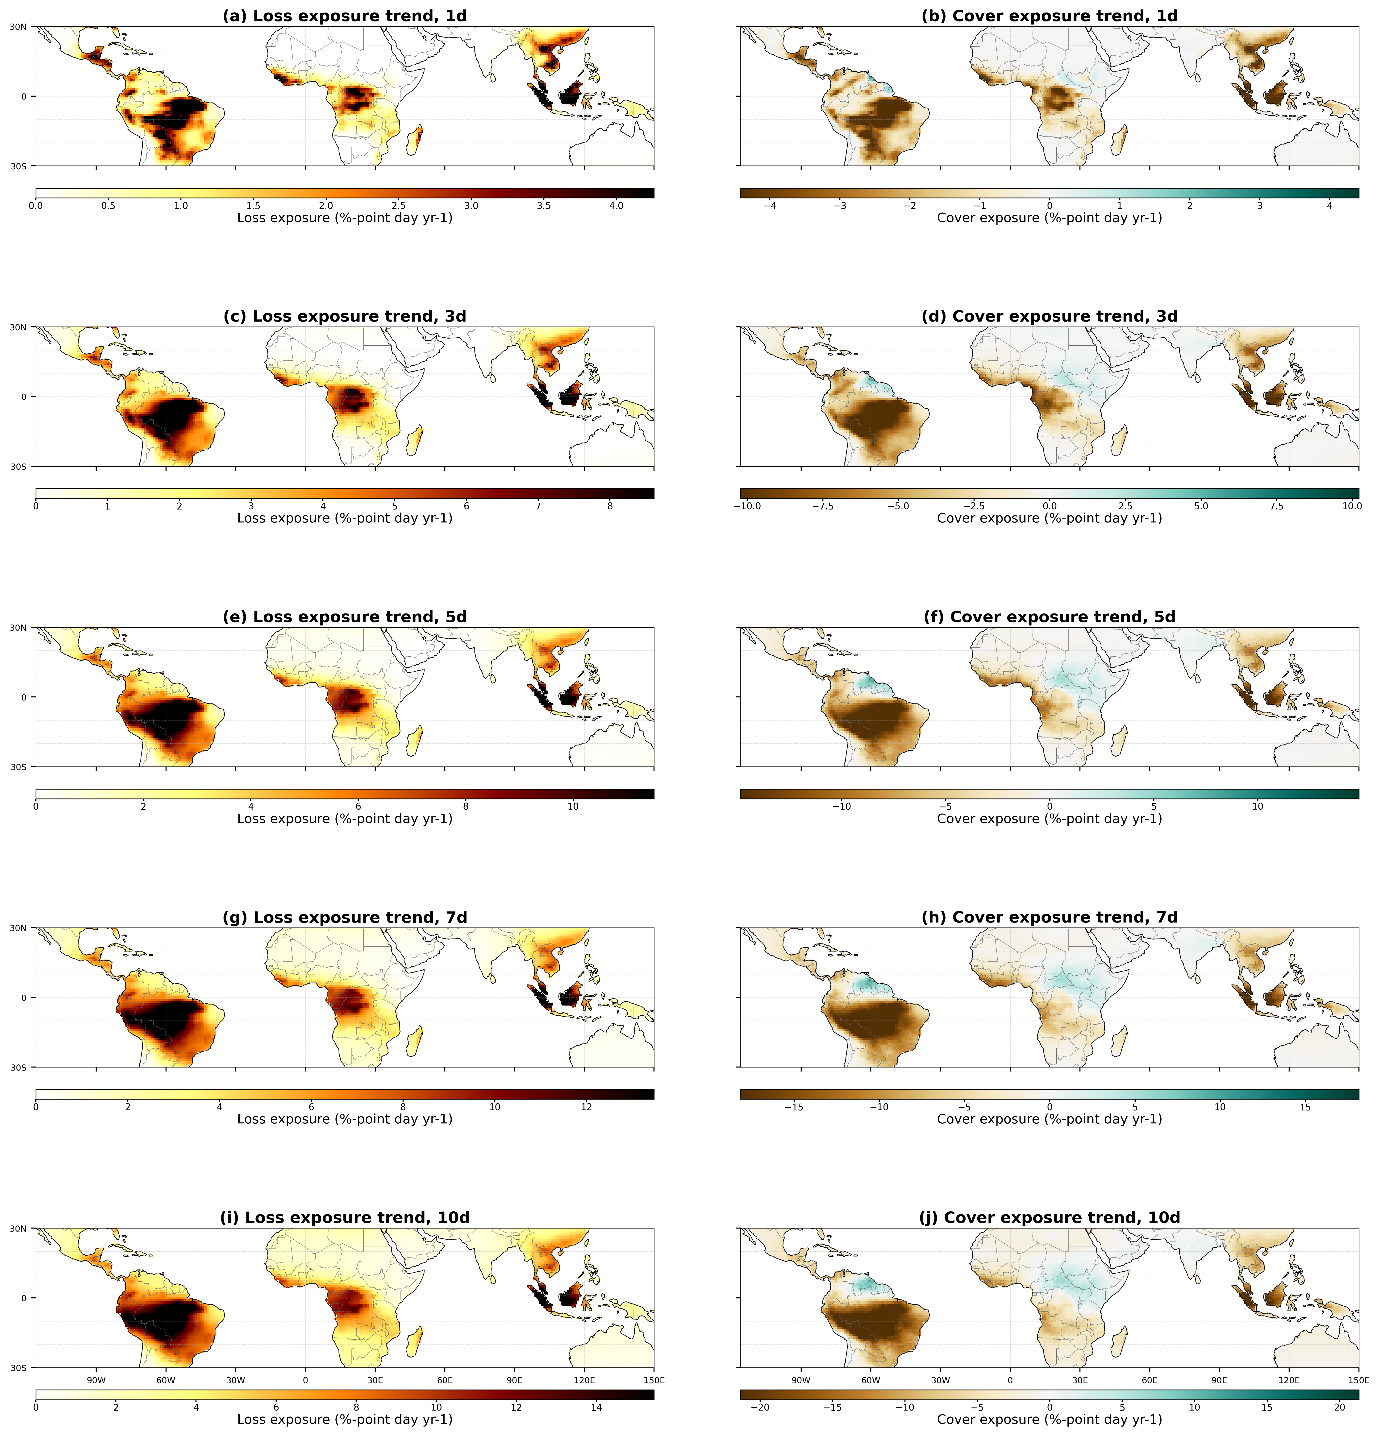 (a) Loss exposure trend, 1d
(b) Cover exposure trend, 1d
30N
0
30S
0.0 0.5 1.0 1.5 2.0 2.5 3.0 3.5 4.0
Loss exposure (%-point day yr-1)
−4 −3 −2 −1 0 1 2 3 4
Cover exposure (%-point day yr-1)
(c) Loss exposure trend, 3d
(d) Cover exposure trend, 3d
30N
0
30S
0 1 2 3 4 5 6 7 8
Loss exposure (%-point day yr-1)
−10.0 −7.5 −5.0 −2.5 0.0 2.5 5.0 7.5 10.0
Cover exposure (%-point day yr-1)
(e) Loss exposure trend, 5d
(f) Cover exposure trend, 5d
30N
0
30S
0 2 4 6 8 10
Loss exposure (%-point day yr-1)
−10 −5 0 5 10
Cover exposure (%-point day yr-1)
(g) Loss exposure trend, 7d
(h) Cover exposure trend, 7d
30N
0
30S
0 2 4 6 8 10 12
Loss exposure (%-point day yr-1)
−15 −10 −5 0 5 10 15
Cover exposure (%-point day yr-1)
(i) Loss exposure trend, 10d
(j) Cover exposure trend, 10d
30N
0
30S
90W 60W 30W 0 30E 60E 90E 120E 150E
90W 60W 30W 0 30E 60E 90E 120E 150E
0 2 4 6 8 10 12 14
Loss exposure (%-point day yr-1)
−20 −15 −10 −5 0 5 10 15 20
Cover exposure (%-point day yr-1)